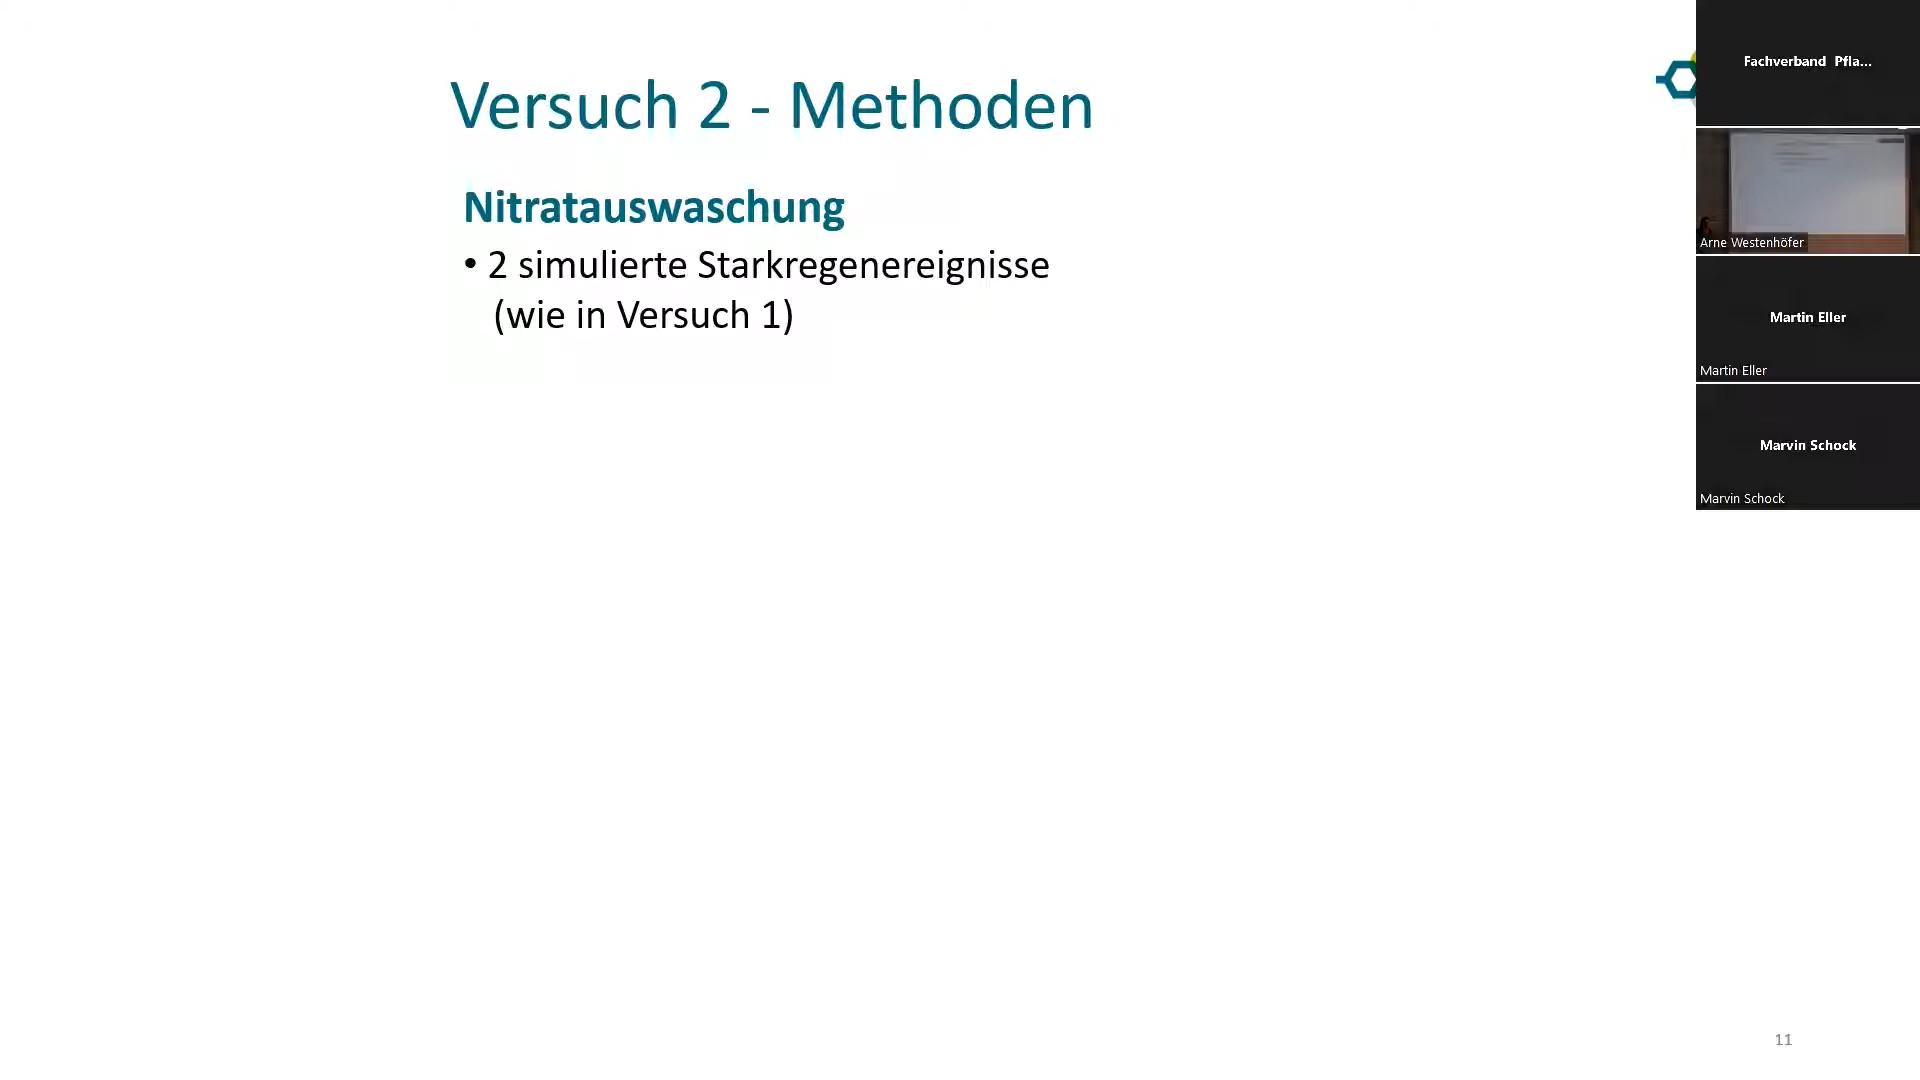 Versuch 2 - Methoden
Nitratauswaschung
• 2 simulierte Starkregenereignisse
(wie in Versuch 1)
Fachverband Pfla...
Arne Westenhöfer
Martin Eller
Martin Eller
Marvin Schock
Marvin Schock
11